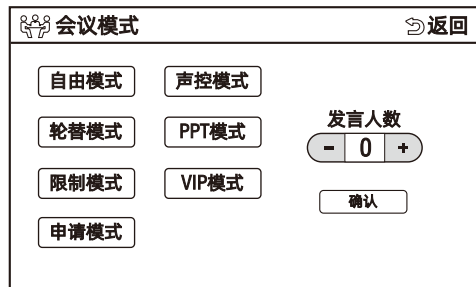 会议模式
返回
自由模式
声控模式
轮替模式
PPT模式
限制模式
VIP模式
申请模式
发言人数
- 0 +
确认